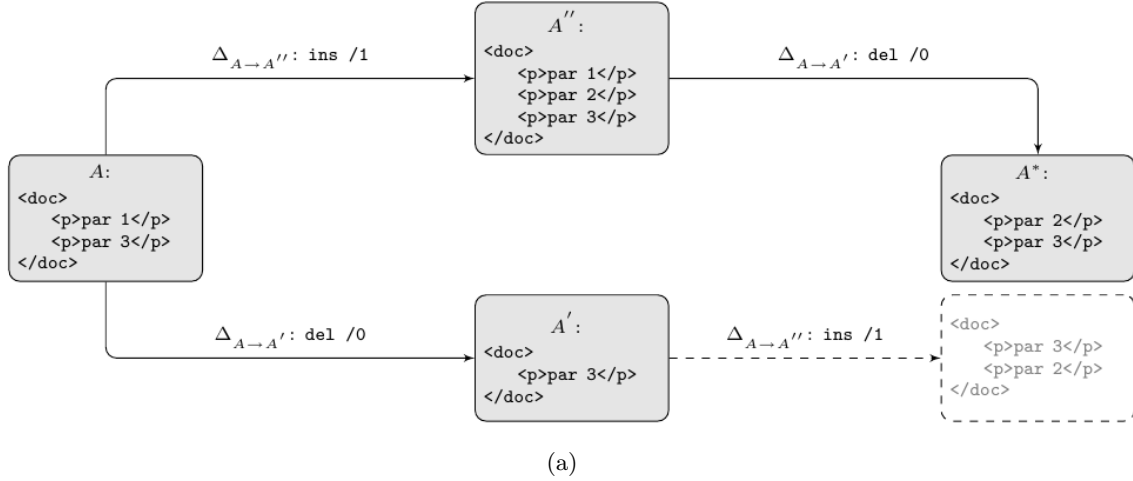 A′′:
<doc>
<p>par 1</p>
<p>par 2</p>
<p>par 3</p>
</doc>
Δ_{A→A′′}: ins /1
Δ_{A→A′}: del /0
A:
<doc>
<p>par 1</p>
<p>par 3</p>
</doc>
A*:
<doc>
<p>par 2</p>
<p>par 3</p>
</doc>
Δ_{A→A′}: del /0
A′:
<doc>
<p>par 3</p>
</doc>
Δ_{A→A′′}: ins /1
<doc>
<p>par 3</p>
<p>par 2</p>
</doc>
(a)